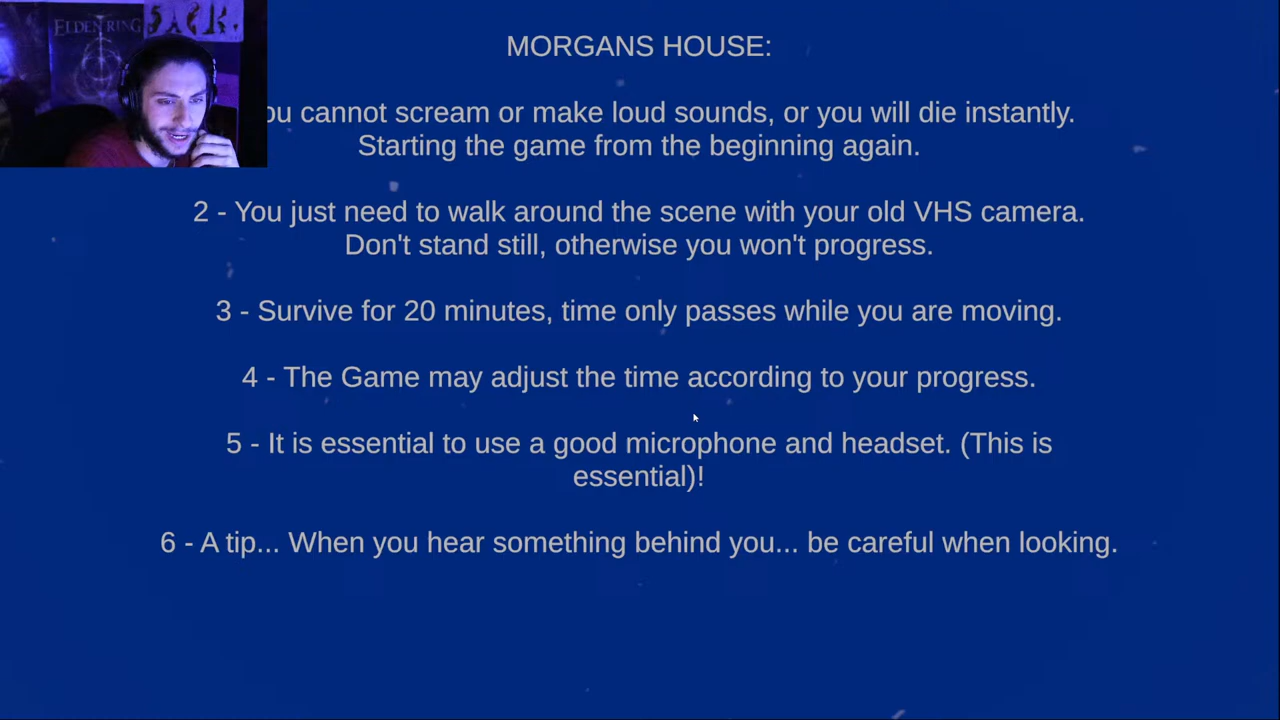 ELDEN RING
MORGANS HOUSE:
cannot scream or make loud sounds, or you will die instantly.
Starting the game from the beginning again.
2 - You just need to walk around the scene with your old VHS camera.
Don't stand still, otherwise you won't progress.
3 - Survive for 20 minutes, time only passes while you are moving.
4 - The Game may adjust the time according to your progress.
5 - It is essential to use a good microphone and headset. (This is
essential)!
6 - A tip... When you hear something behind you... be careful when looking.